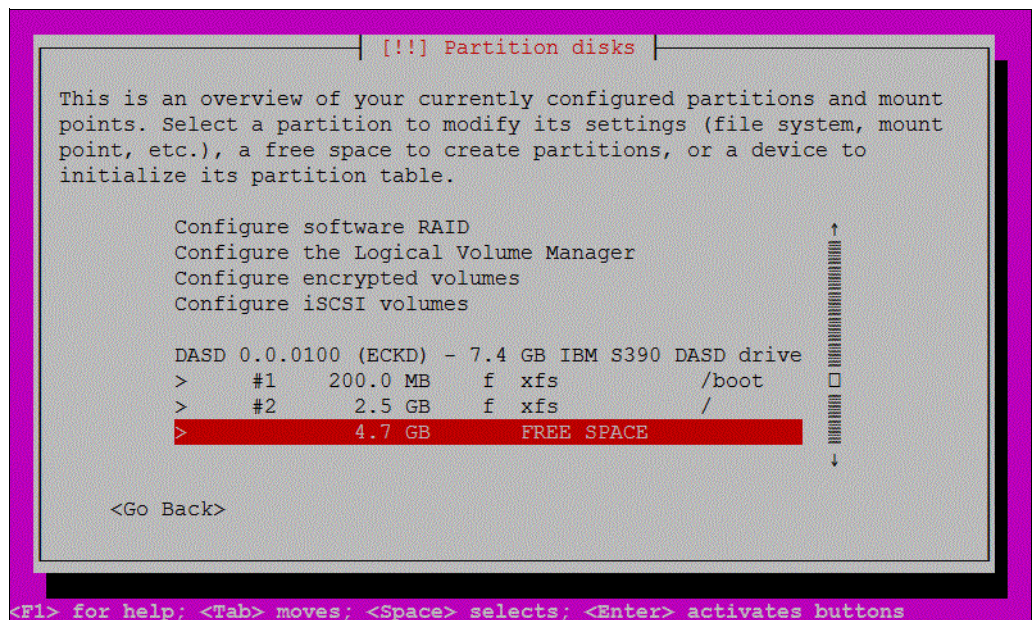 [!!] Partition disks
This is an overview of your currently configured partitions and mount
points. Select a partition to modify its settings (file system, mount
point, etc.), a free space to create partitions, or a device to
initialize its partition table.
Configure software RAID
Configure the Logical Volume Manager
Configure encrypted volumes
Configure iSCSI volumes
DASD 0.0.0100 (ECKD) - 7.4 GB IBM S390 DASD drive
> #1 200.0 MB f xfs /boot
> #2 2.5 GB f xfs /
> 4.7 GB FREE SPACE
<Go Back>
<F1> for help; <Tab> moves; <Space> selects; <Enter> activates buttons